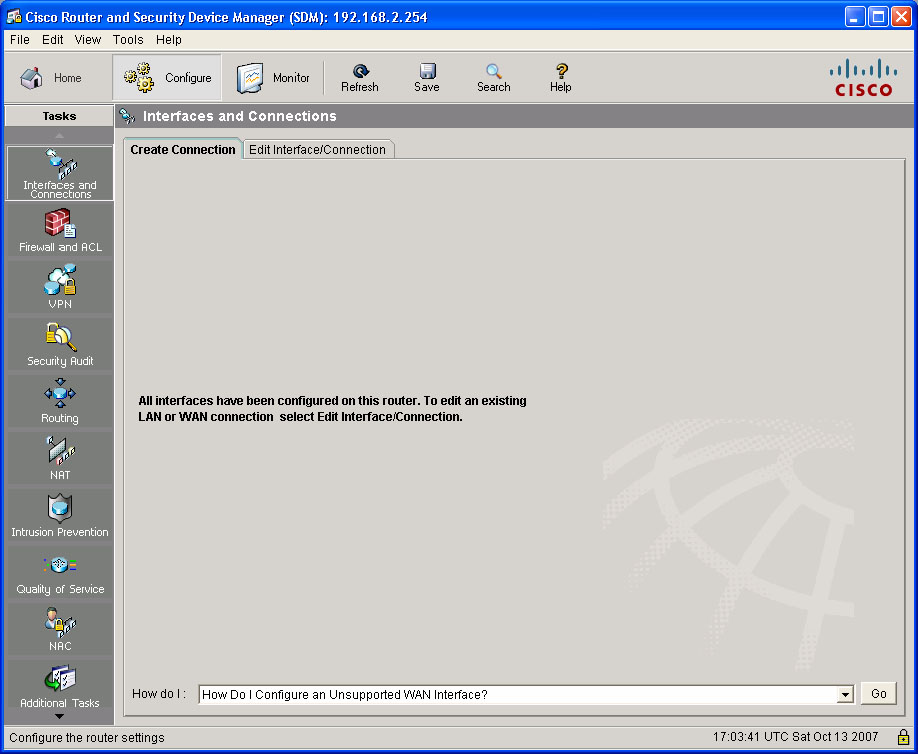 Cisco Router and Security Device Manager (SDM): 192.168.2.254
File Edit View Tools Help
Home Configure Monitor Refresh Save Search Help
CISCO
Tasks
Interfaces and Connections
Create Connection Edit Interface/Connection
Interfaces and
Connections
Firewall and ACL
VPN
Security Audit
Routing
NAT
Intrusion Prevention
Quality of Service
NAC
Additional Tasks
All interfaces have been configured on this router. To edit an existing
LAN or WAN connection select Edit Interface/Connection.
How do I : How Do I Configure an Unsupported WAN Interface? Go
Configure the router settings 17:03:41 UTC Sat Oct 13 2007